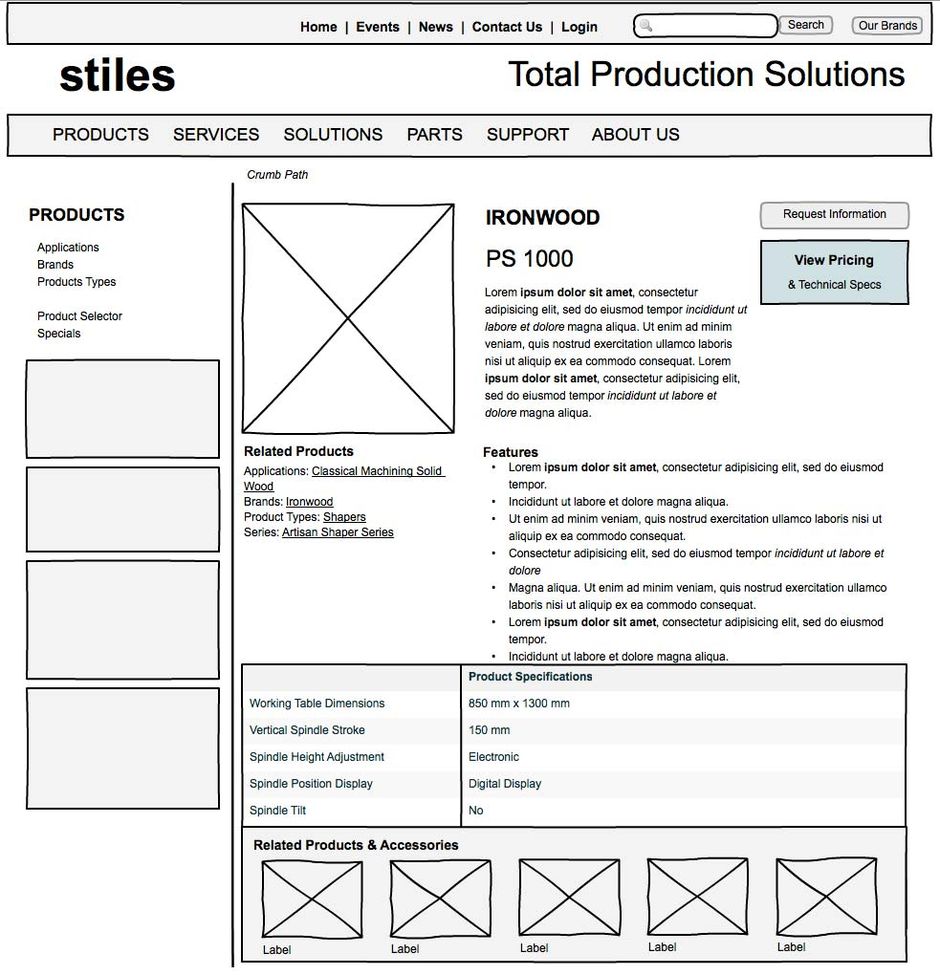 Home | Events | News | Contact Us | Login
Search
Our Brands
stiles
Total Production Solutions
PRODUCTS SERVICES SOLUTIONS PARTS SUPPORT ABOUT US
Crumb Path
PRODUCTS
Applications
Brands
Products Types
Product Selector
Specials
IRONWOOD
PS 1000
Lorem ipsum dolor sit amet, consectetur
adipisicing elit, sed do eiusmod tempor incididunt ut
labore et dolore magna aliqua. Ut enim ad minim
veniam, quis nostrud exercitation ullamco laboris
nisi ut aliquip ex ea commodo consequat. Lorem
ipsum dolor sit amet, consectetur adipisicing elit,
sed do eiusmod tempor incididunt ut labore et
dolore magna aliqua.
Request Information
View Pricing
& Technical Specs
Related Products
Applications: Classical Machining Solid
Wood
Brands: Ironwood
Product Types: Shapers
Series: Artisan Shaper Series
Features
• Lorem ipsum dolor sit amet, consectetur adipisicing elit, sed do eiusmod
tempor.
• Incididunt ut labore et dolore magna aliqua.
• Ut enim ad minim veniam, quis nostrud exercitation ullamco laboris nisi ut
aliquip ex ea commodo consequat.
• Consectetur adipisicing elit, sed do eiusmod tempor incididunt ut labore et
dolore
• Magna aliqua. Ut enim ad minim veniam, quis nostrud exercitation ullamco
laboris nisi ut aliquip ex ea commodo consequat.
• Lorem ipsum dolor sit amet, consectetur adipisicing elit, sed do eiusmod
tempor.
• Incididunt ut labore et dolore magna aliqua.
Product Specifications
Working Table Dimensions 850 mm x 1300 mm
Vertical Spindle Stroke 150 mm
Spindle Height Adjustment Electronic
Spindle Position Display Digital Display
Spindle Tilt No
Related Products & Accessories
Label Label Label Label Label